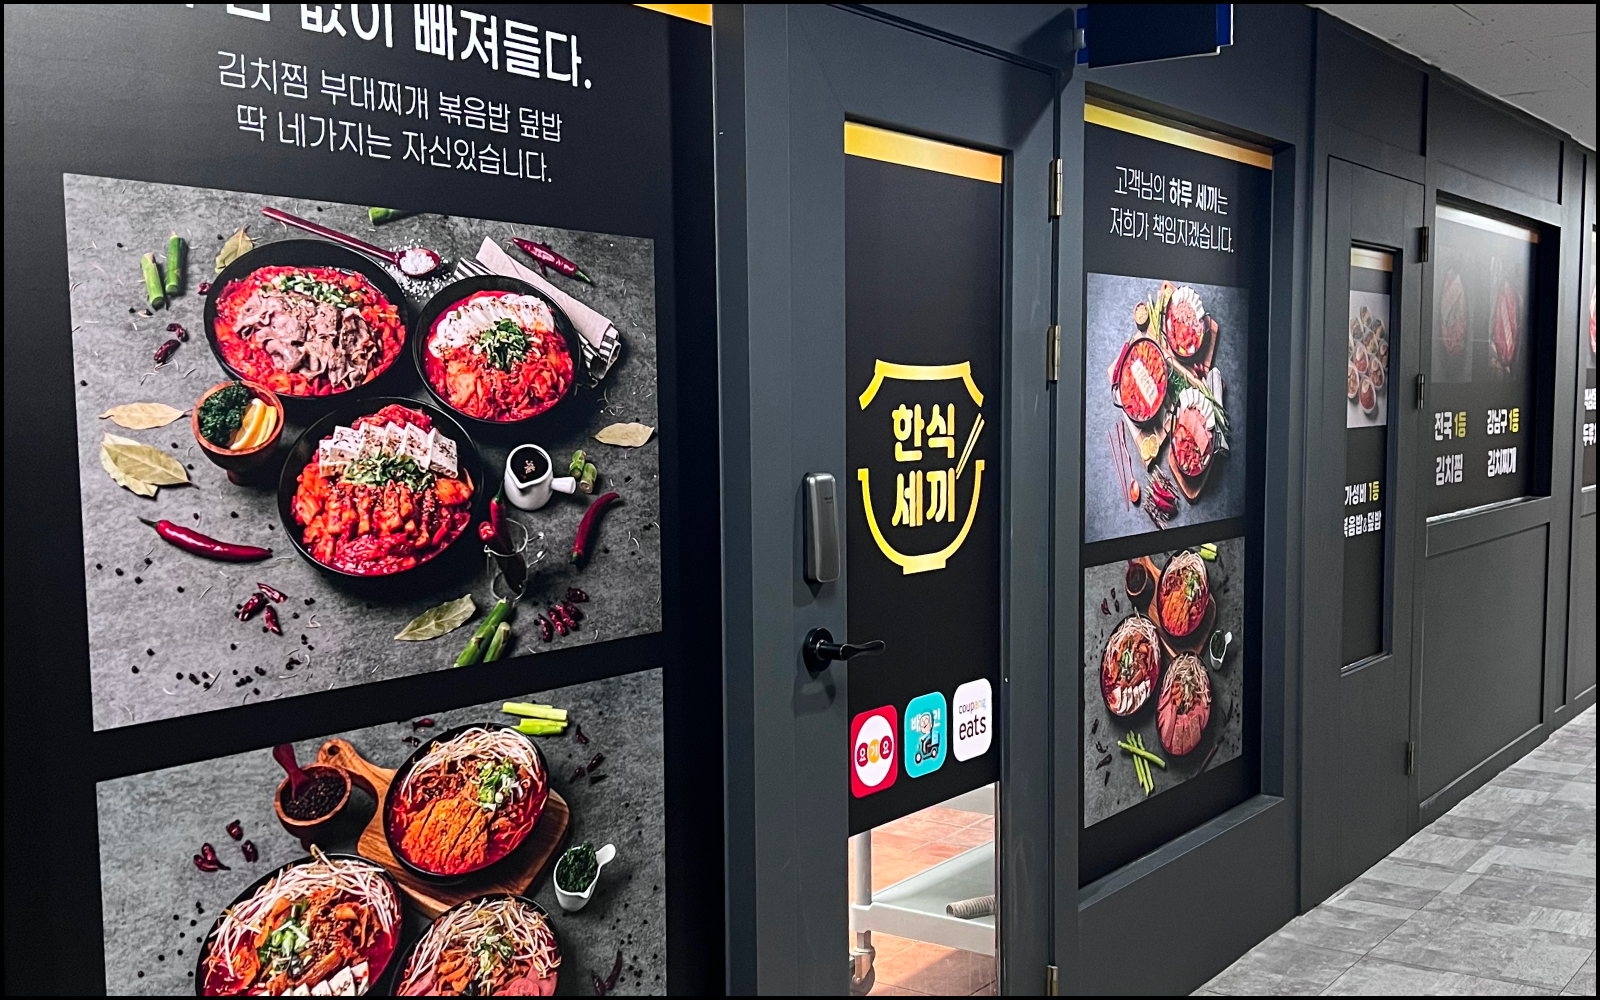 없이 빠져들다.
김치찜 부대찌개 볶음밥 덮밥
딱 네가지는 자신있습니다.
한식
세끼
요기요
coupang
eats
고객님의 하루 세끼는
저희가 책임지겠습니다.
가성비 1등
볶음밥&덮밥
전국 1등
김치찜
강남구 1등
김치찌개